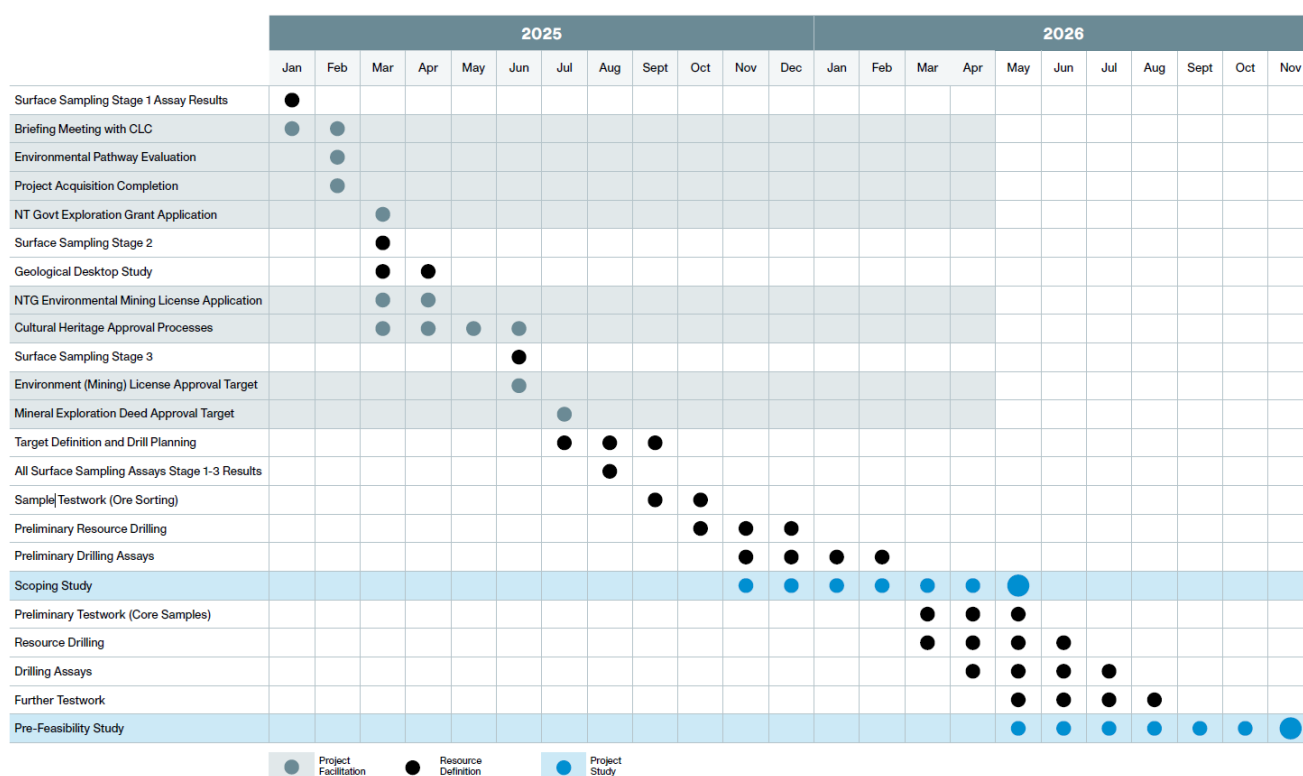 2025 2026
Jan Feb Mar Apr May Jun Jul Aug Sept Oct Nov Dec Jan Feb Mar Apr May Jun Jul Aug Sept Oct Nov
Surface Sampling Stage 1 Assay Results
Briefing Meeting with CLC
Environmental Pathway Evaluation
Project Acquisition Completion
NT Govt Exploration Grant Application
Surface Sampling Stage 2
Geological Desktop Study
NTG Environmental Mining License Application
Cultural Heritage Approval Processes
Surface Sampling Stage 3
Environment (Mining) License Approval Target
Mineral Exploration Deed Approval Target
Target Definition and Drill Planning
All Surface Sampling Assays Stage 1-3 Results
Sample Testwork (Ore Sorting)
Preliminary Resource Drilling
Preliminary Drilling Assays
Scoping Study
Preliminary Testwork (Core Samples)
Resource Drilling
Drilling Assays
Further Testwork
Pre-Feasibility Study
Project
Facilitation
Resource
Definition
Project
Study